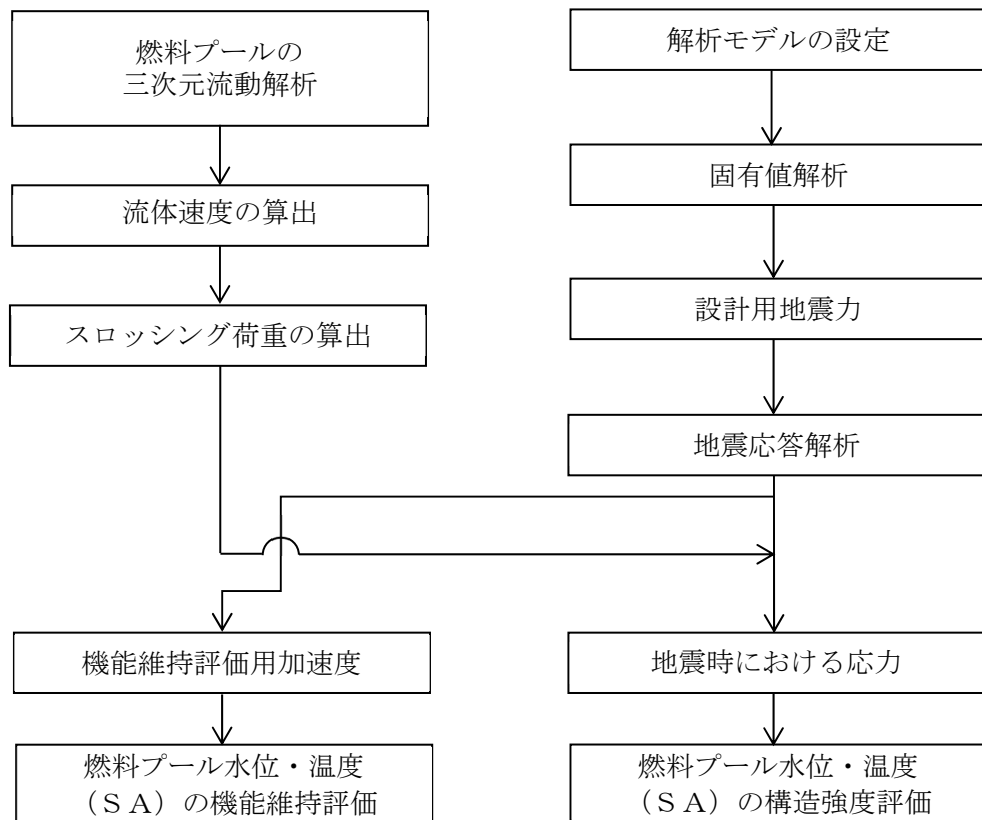 燃料プールの
三次元流動解析
流体速度の算出
スロッシング荷重の算出
解析モデルの設定
固有値解析
設計用地震力
地震応答解析
機能維持評価用加速度
燃料プール水位・温度
（ＳＡ）の機能維持評価
地震時における応力
燃料プール水位・温度
（ＳＡ）の構造強度評価